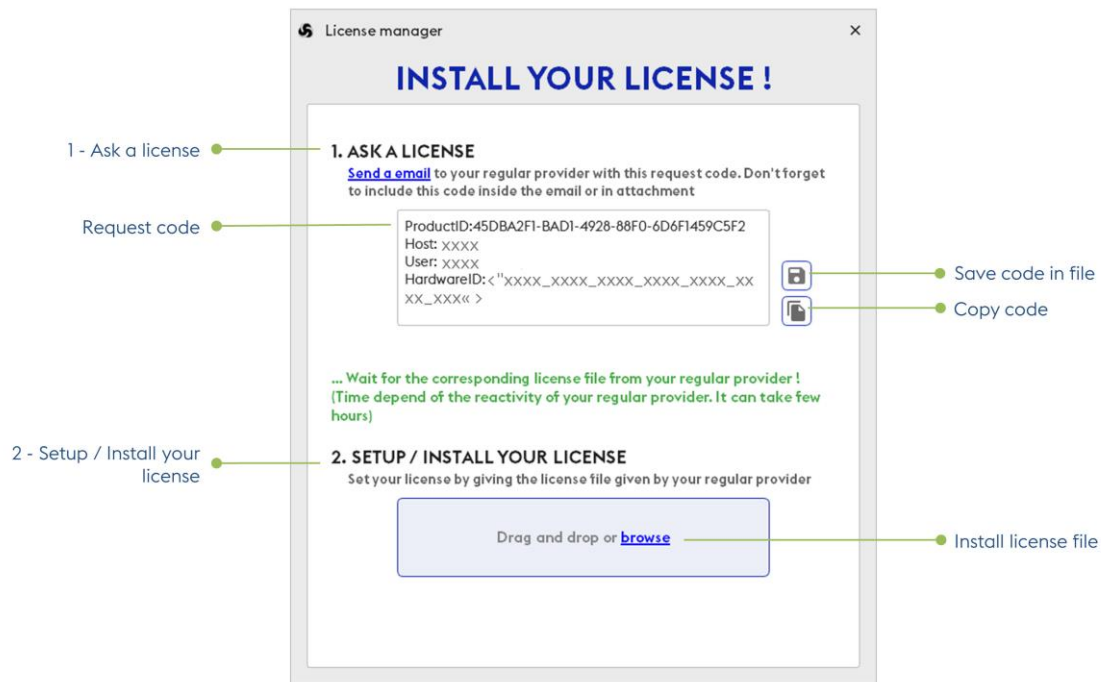 License manager
INSTALL YOUR LICENSE !
1 - Ask a license
1. ASK A LICENSE
Send a email to your regular provider with this request code. Don't forget
to include this code inside the email or in attachment
Request code
ProductID:45DBA2F1-BAD1-4928-88F0-6D6F1459C5F2
Host: xxxx
User: xxxx
HardwareID:<"xxxx_xxxx_xxxx_xxxx_xxxx_xx
xx_xxx« >
Save code in file
Copy code
... Wait for the corresponding license file from your regular provider !
(Time depend of the reactivity of your regular provider. It can take few
hours)
2 - Setup / Install your
license
2. SETUP / INSTALL YOUR LICENSE
Set your license by giving the license file given by your regular provider
Drag and drop or browse
Install license file